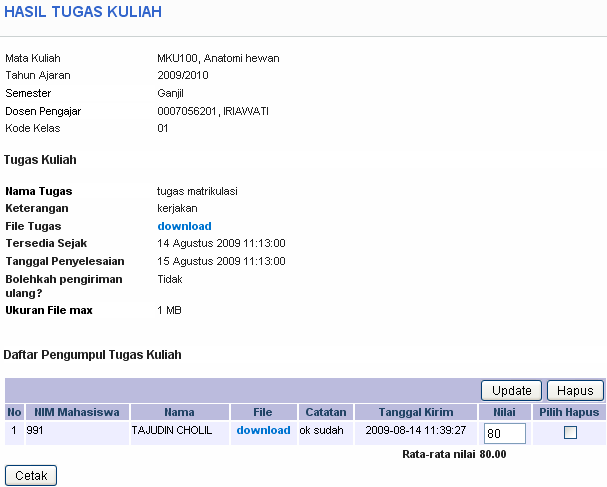 HASIL TUGAS KULIAH
Mata Kuliah MKU100, Anatomi hewan
Tahun Ajaran 2009/2010
Semester Ganjil
Dosen Pengajar 0007056201, IRIAWATI
Kode Kelas 01
Tugas Kuliah
Nama Tugas tugas matrikulasi
Keterangan kerjakan
File Tugas download
Tersedia Sejak 14 Agustus 2009 11:13:00
Tanggal Penyelesaian 15 Agustus 2009 11:13:00
Bolehkah pengiriman Tidak
ulang?
Ukuran File max 1 MB
Daftar Pengumpul Tugas Kuliah
Update Hapus
No NIM Mahasiswa Nama File Catatan Tanggal Kirim Nilai Pilih Hapus
1 991 TAJUDIN CHOLIL download ok sudah 2009-08-14 11:39:27 80
Rata-rata nilai 80.00
Cetak